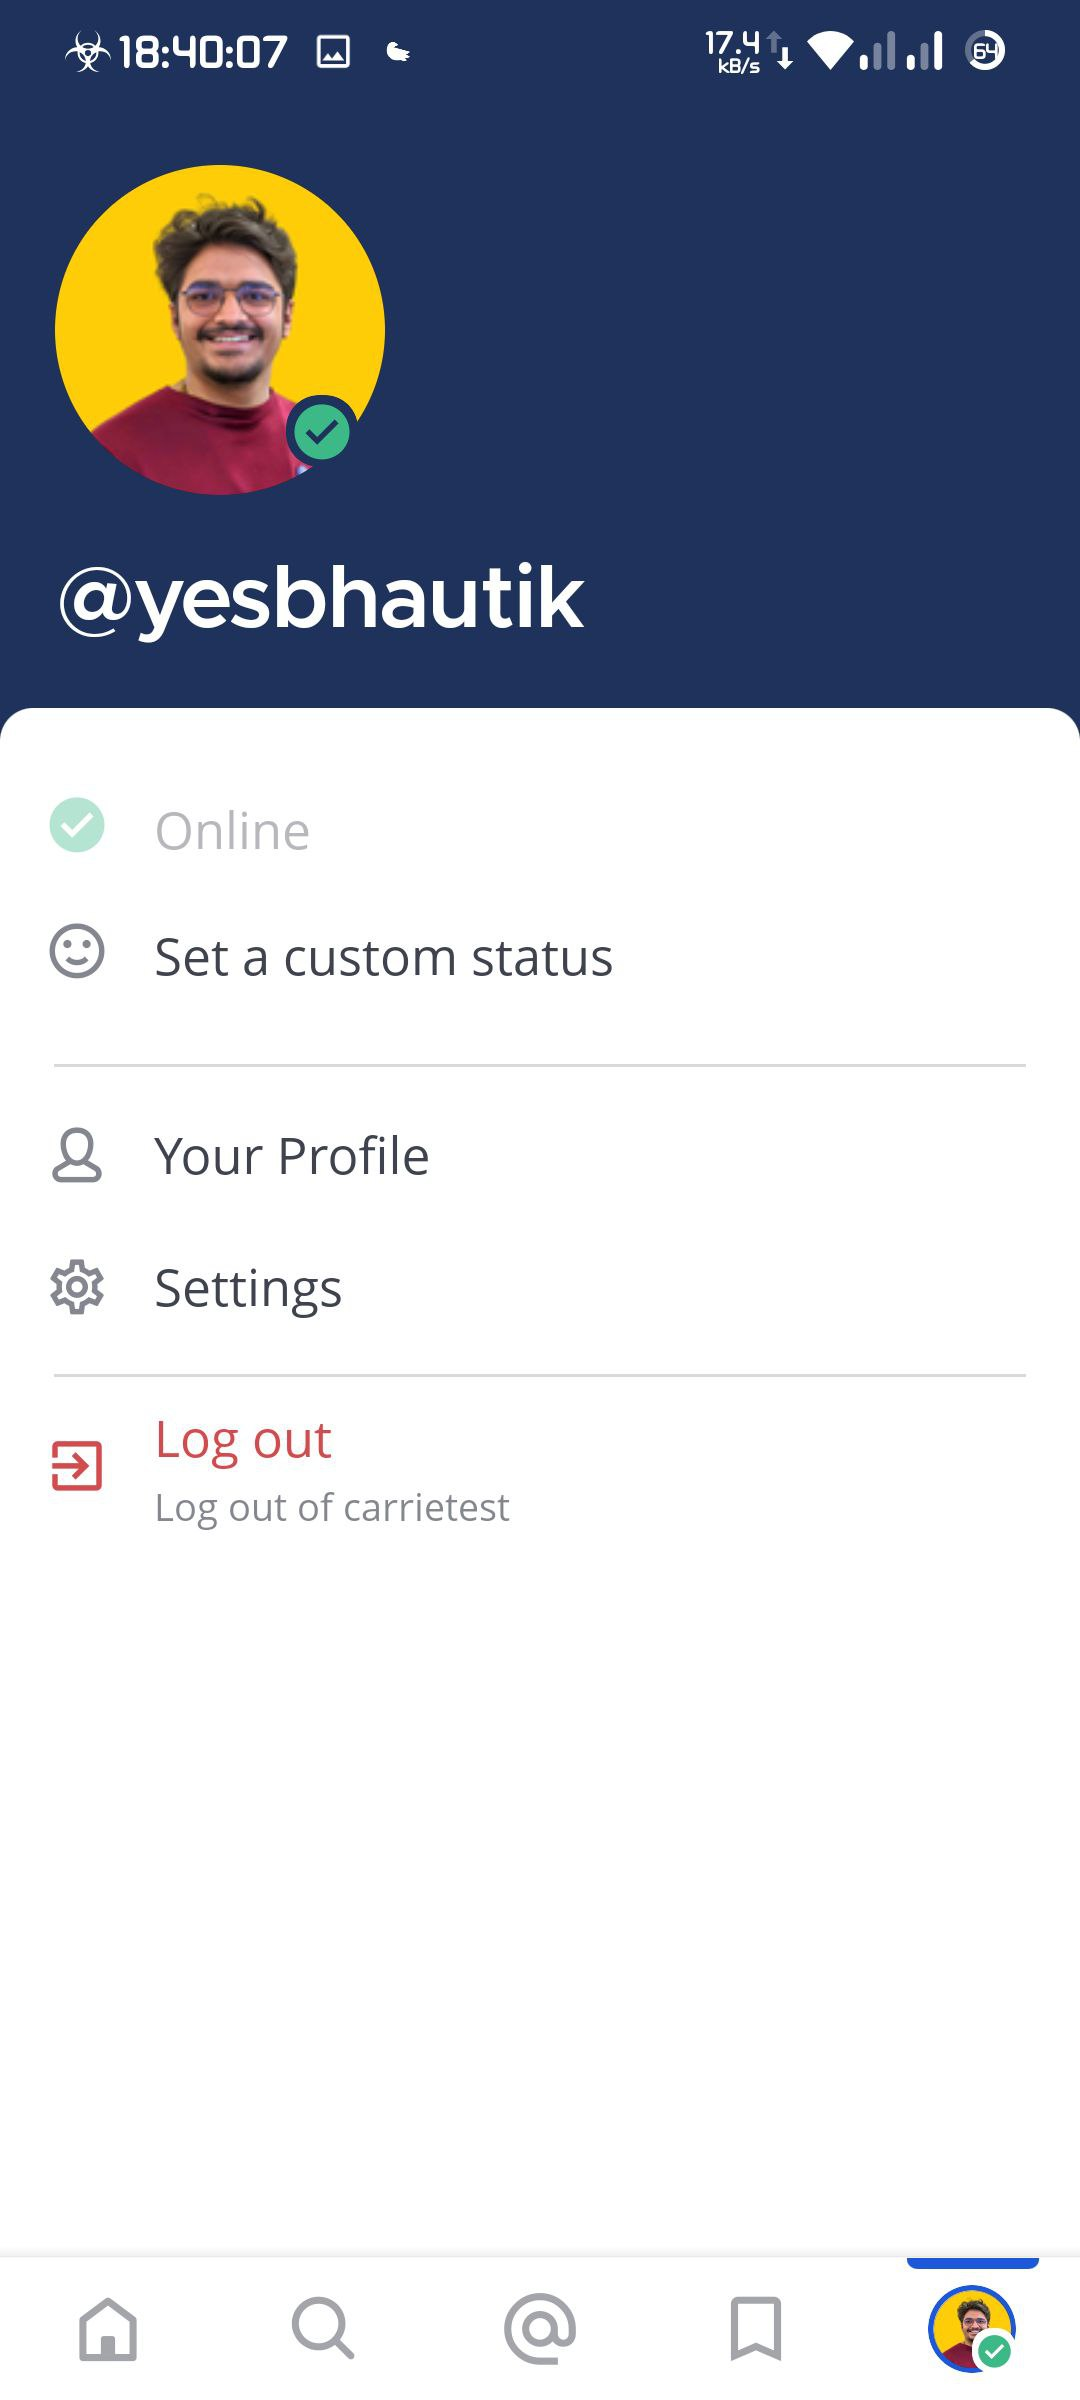 18:40:07
17.4
kB/s
64
@yesbhautik
Online
Set a custom status
Your Profile
Settings
Log out
Log out of carrietest